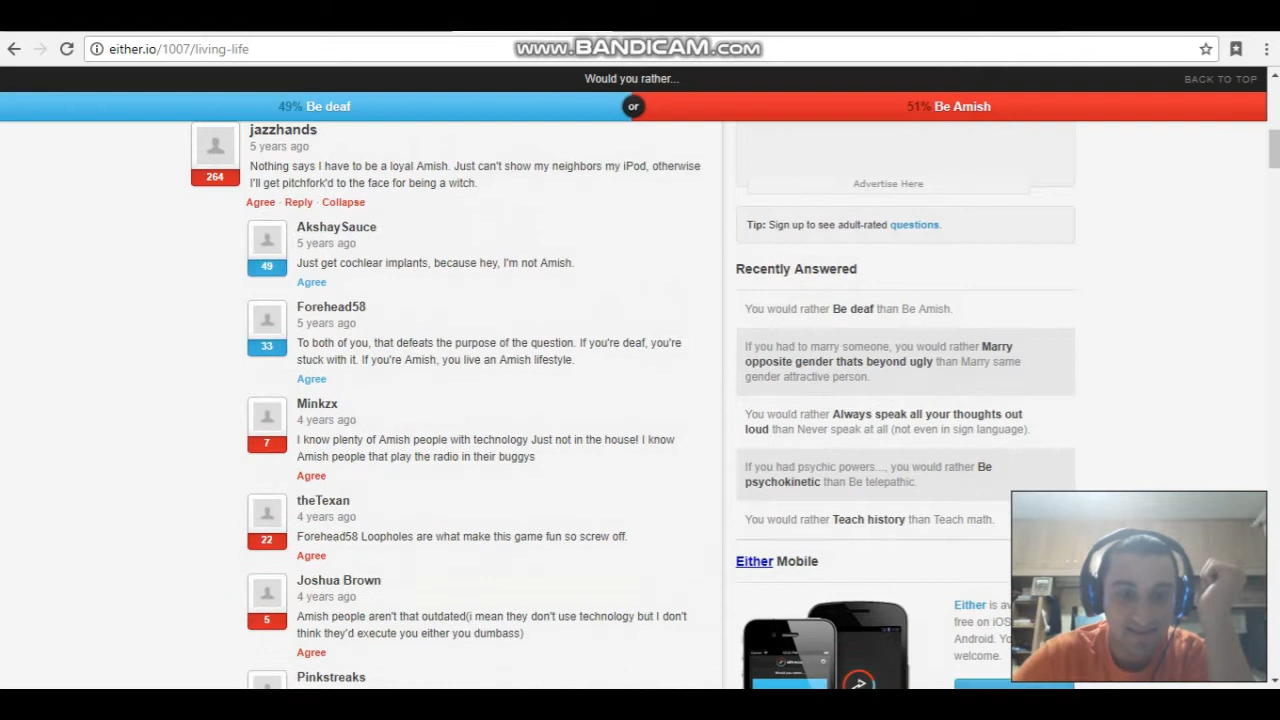 www.BANDICAM.com
either.io/1007/living-life
Would you rather...
BACK TO TOP
49% Be deaf
or
51% Be Amish
jazzhands
5 years ago
264
Nothing says I have to be a loyal Amish. Just can't show my neighbors my iPod, otherwise
I'll get pitchfork'd to the face for being a witch.
Agree · Reply · Collapse
AkshaySauce
5 years ago
49
Just get cochlear implants, because hey, I'm not Amish.
Agree
Forehead58
5 years ago
33
To both of you, that defeats the purpose of the question. If you're deaf, you're
stuck with it. If you're Amish, you live an Amish lifestyle.
Agree
Minkzx
4 years ago
7
I know plenty of Amish people with technology Just not in the house! I know
Amish people that play the radio in their buggys
Agree
theTexan
4 years ago
22
Forehead58 Loopholes are what make this game fun so screw off.
Agree
Joshua Brown
4 years ago
5
Amish people aren't that outdated(i mean they don't use technology but I don't
think they'd execute you either you dumbass)
Agree
Pinkstreaks
Advertise Here
Tip: Sign up to see adult-rated questions.
Recently Answered
You would rather Be deaf than Be Amish.
If you had to marry someone, you would rather Marry
opposite gender thats beyond ugly than Marry same
gender attractive person.
You would rather Always speak all your thoughts out
loud than Never speak at all (not even in sign language).
If you had psychic powers..., you would rather Be
psychokinetic than Be telepathic.
You would rather Teach history than Teach math.
Either Mobile
Either is av
free on iOS
Android. Yo
welcome.